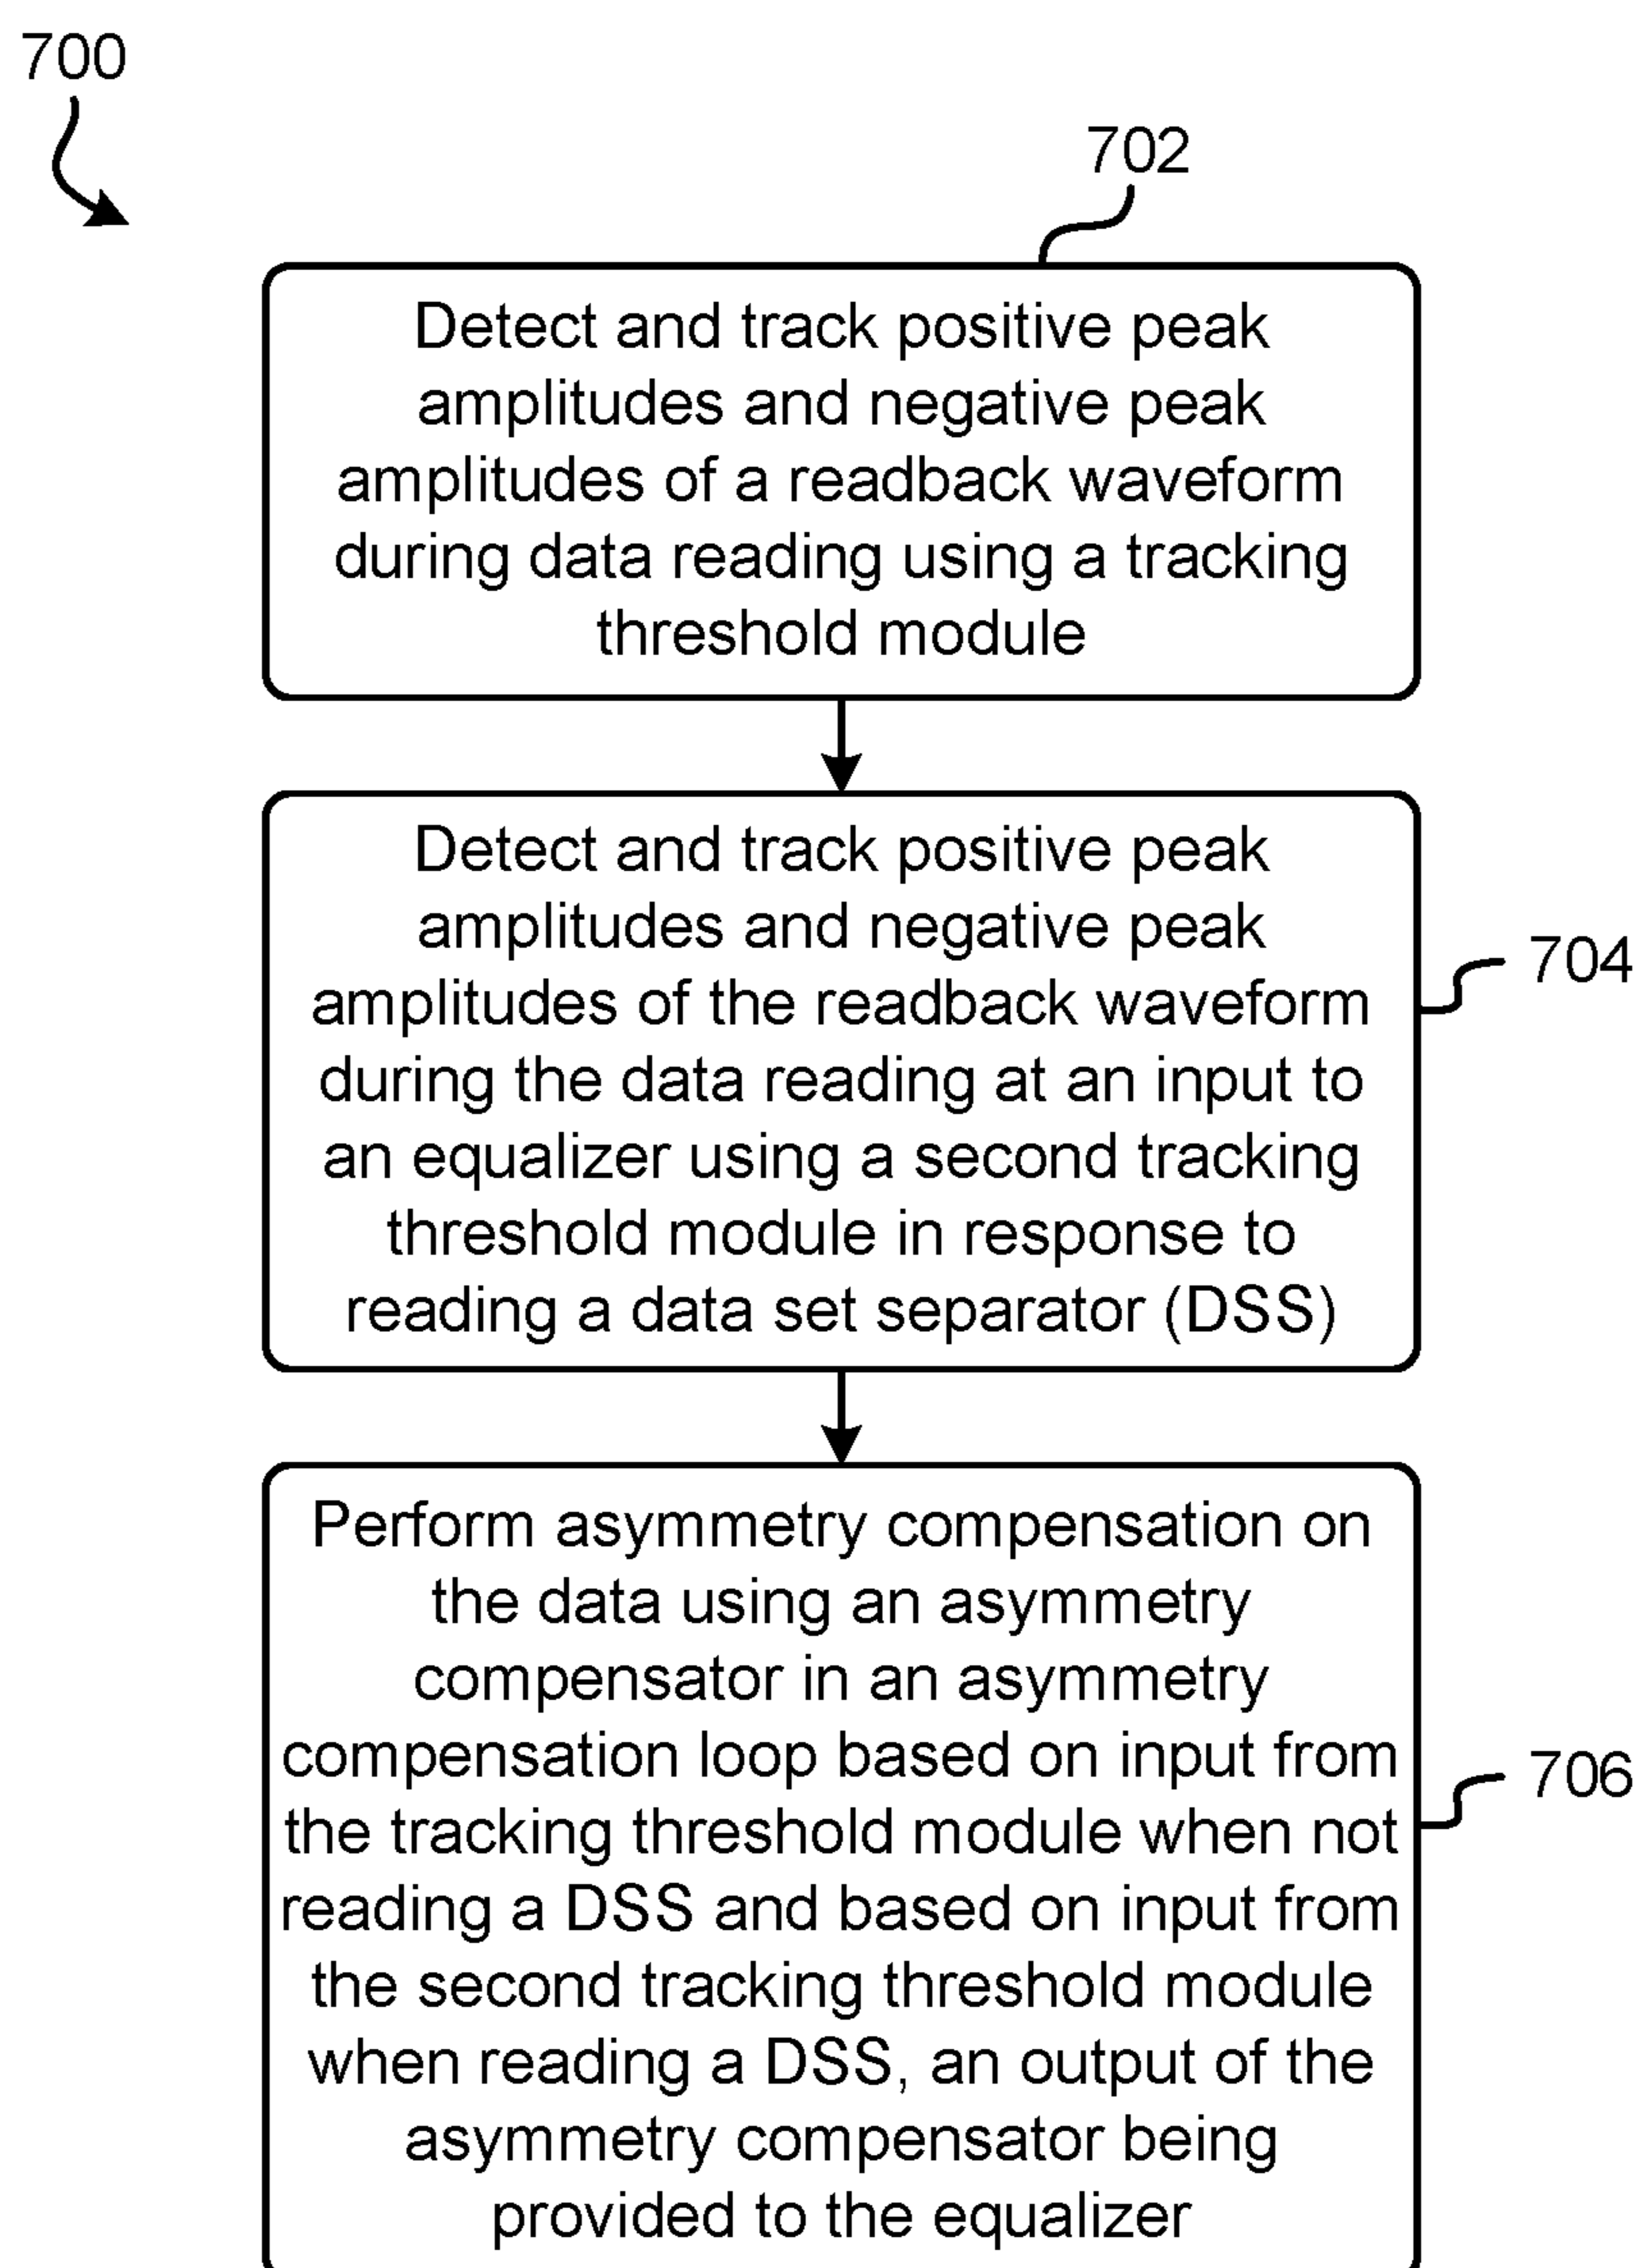 700
702
Detect and track positive peak
amplitudes and negative peak
amplitudes of a readback waveform
during data reading using a tracking
threshold module
Detect and track positive peak
amplitudes and negative peak
amplitudes of the readback waveform
during the data reading at an input to
an equalizer using a second tracking
threshold module in response to
reading a data set separator (DSS)
704
Perform asymmetry compensation on
the data using an asymmetry
compensator in an asymmetry
compensation loop based on input from
the tracking threshold module when not
reading a DSS and based on input from
the second tracking threshold module
when reading a DSS, an output of the
asymmetry compensator being
provided to the equalizer
706